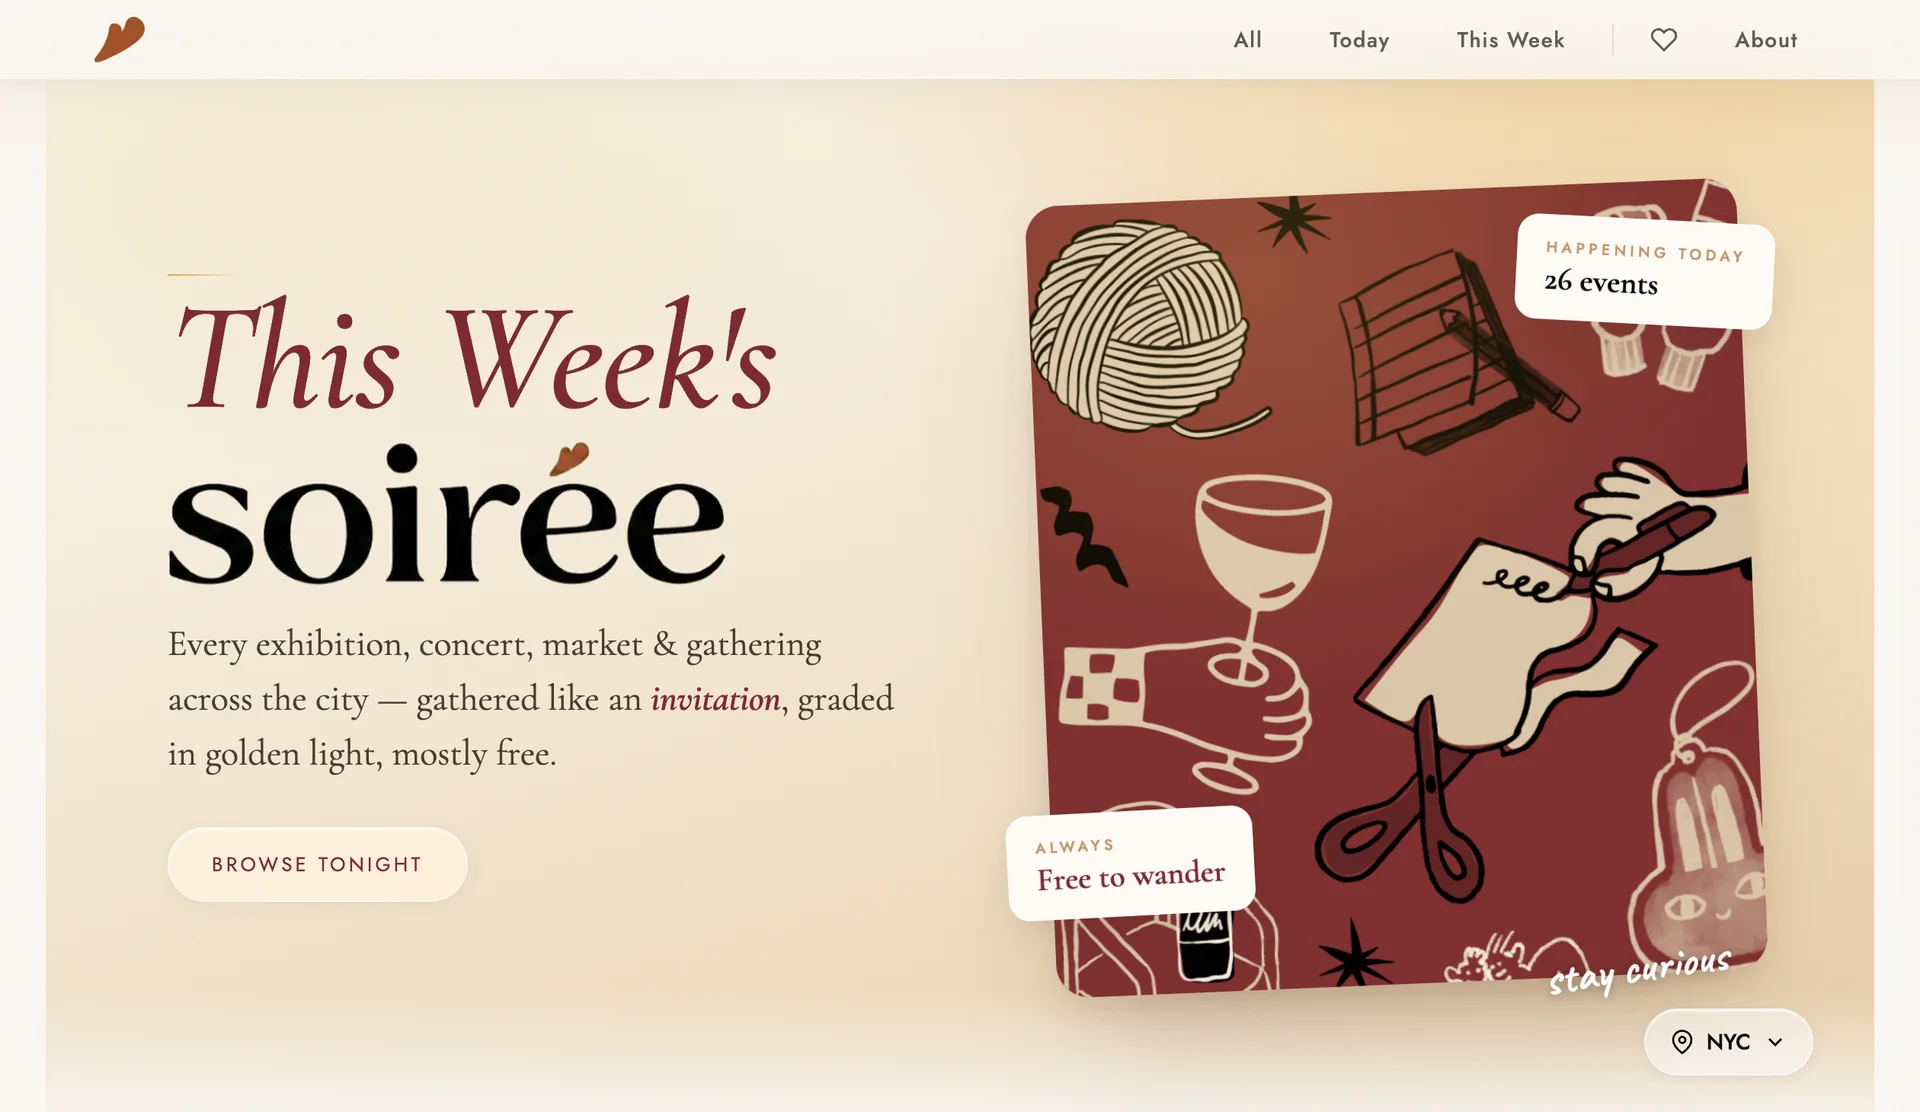 All
Today
This Week
About
This Week's
soirée
Every exhibition, concert, market & gathering
across the city — gathered like an invitation, graded
in golden light, mostly free.
BROWSE TONIGHT
HAPPENING TODAY
26 events
ALWAYS
Free to wander
stay curious
NYC